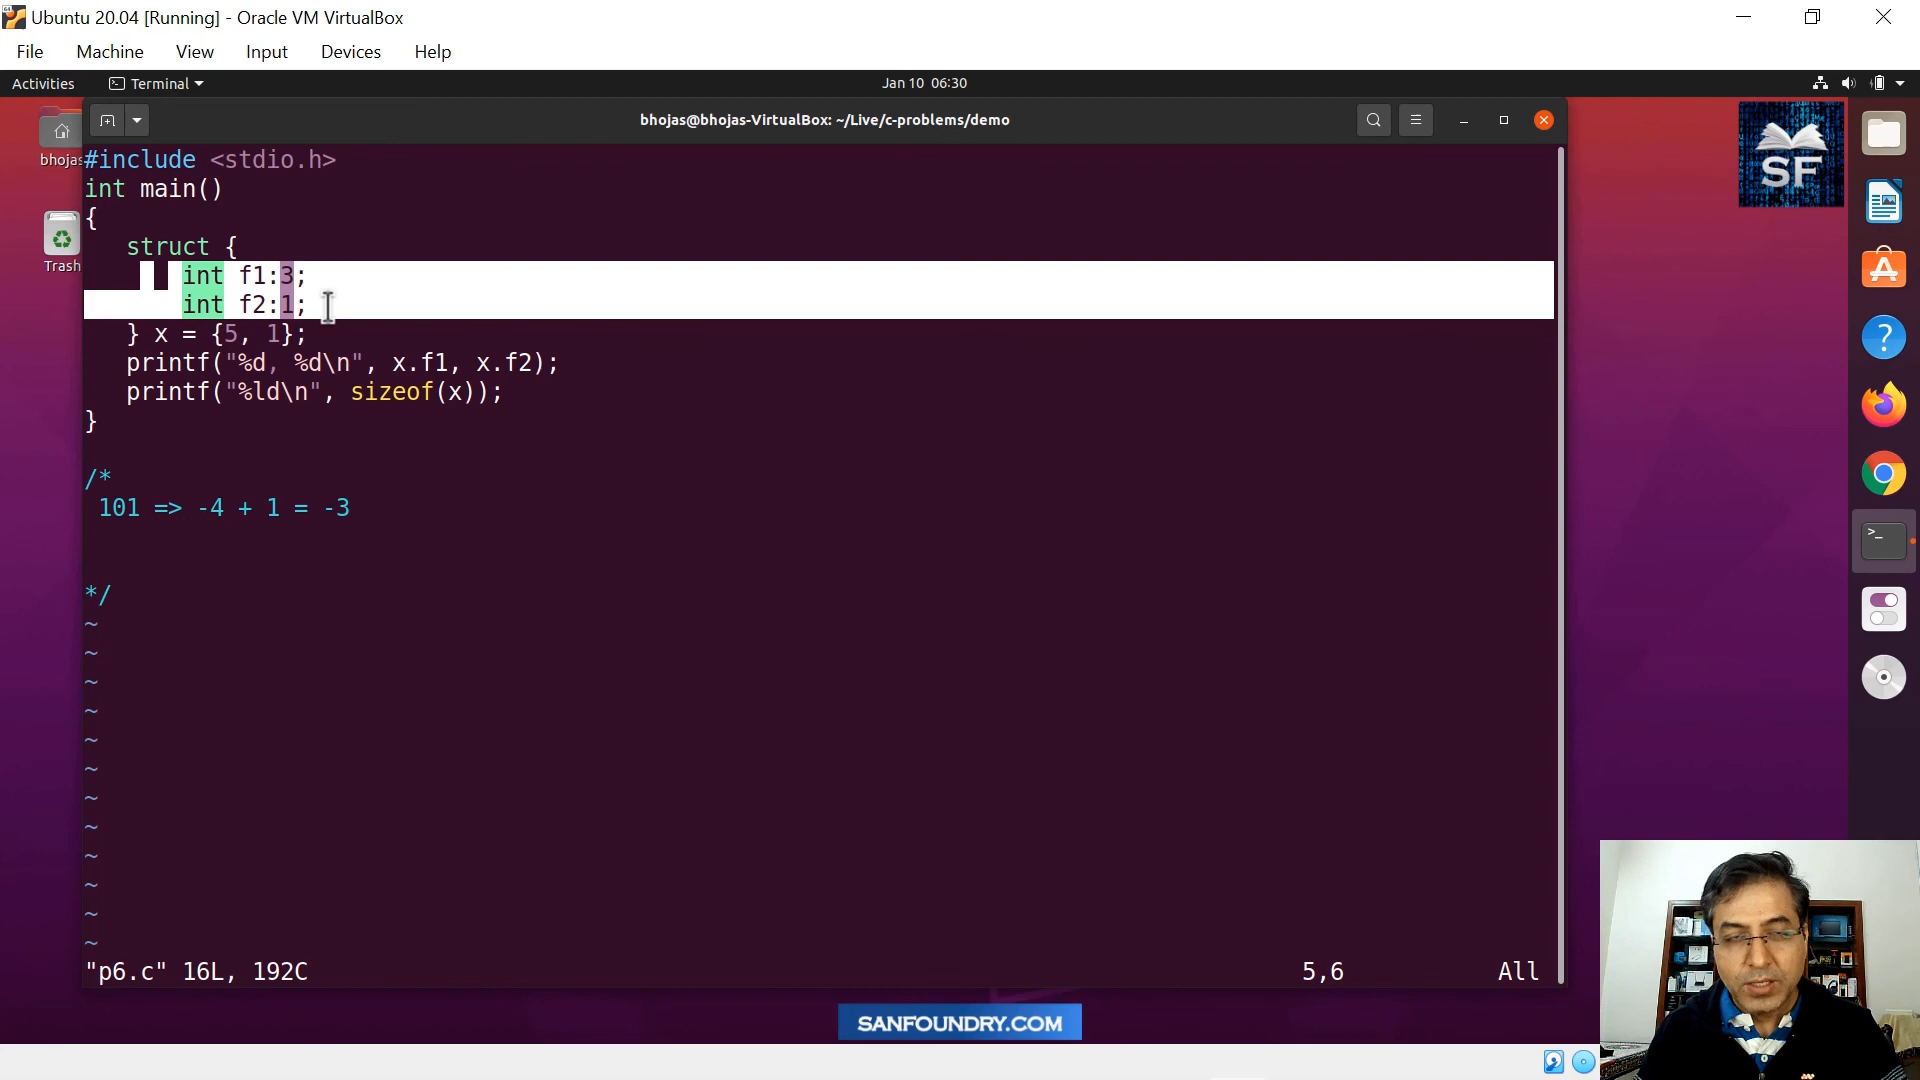 Ubuntu 20.04 [Running] - Oracle VM VirtualBox
File Machine View Input Devices Help
Activities Terminal Jan 10 06:30
bhojas@bhojas-VirtualBox: ~/Live/c-problems/demo
bhojas
Trash
SF
#include <stdio.h>
int main()
{
struct {
int f1:3;
int f2:1;
} x = {5, 1};
printf("%d, %d\n", x.f1, x.f2);
printf("%ld\n", sizeof(x));
}
/*
101 => -4 + 1 = -3
*/
~
~
~
~
~
~
~
~
~
~
~
~
"p6.c" 16L, 192C 5,6 All
SANFOUNDRY.COM